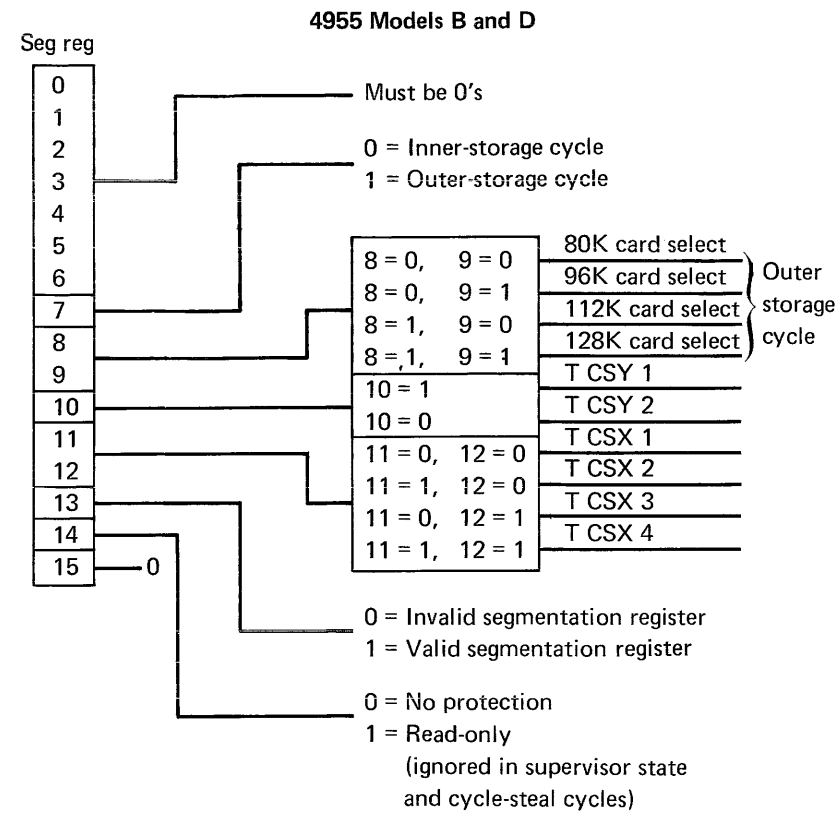 4955 Models B and D
Seg reg
0
1
2
3
4
5
6
7
8
9
10
11
12
13
14
15
0
Must be 0's
0 = Inner-storage cycle
1 = Outer-storage cycle
8 = 0, 9 = 0
8 = 0, 9 = 1
8 = 1, 9 = 0
8 = 1, 9 = 1
10 = 1
10 = 0
11 = 0, 12 = 0
11 = 1, 12 = 0
11 = 0, 12 = 1
11 = 1, 12 = 1
80K card select
96K card select
112K card select
128K card select
Outer
storage
cycle
T CSY 1
T CSY 2
T CSX 1
T CSX 2
T CSX 3
T CSX 4
0 = Invalid segmentation register
1 = Valid segmentation register
0 = No protection
1 = Read-only
(ignored in supervisor state
and cycle-steal cycles)